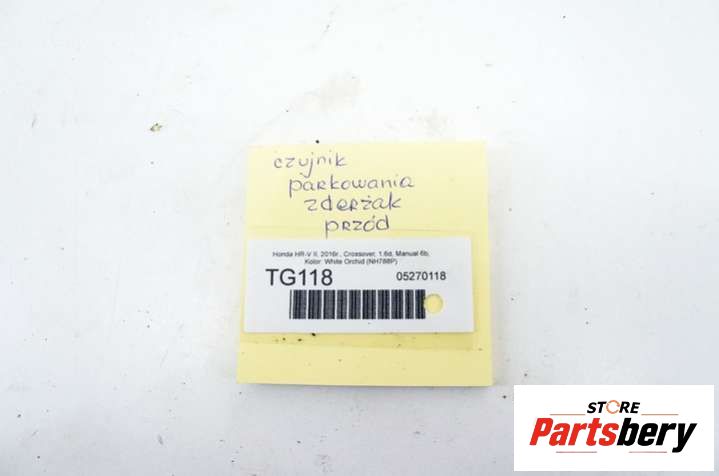 czujnik
parkowania
zderżak
przód
Honda HR-V II, 2016r., Crossover, 1.6d, Manual 6b,
Kolor: White Orchid (NH788P)
TG118 05270118
STORE
Partsbery